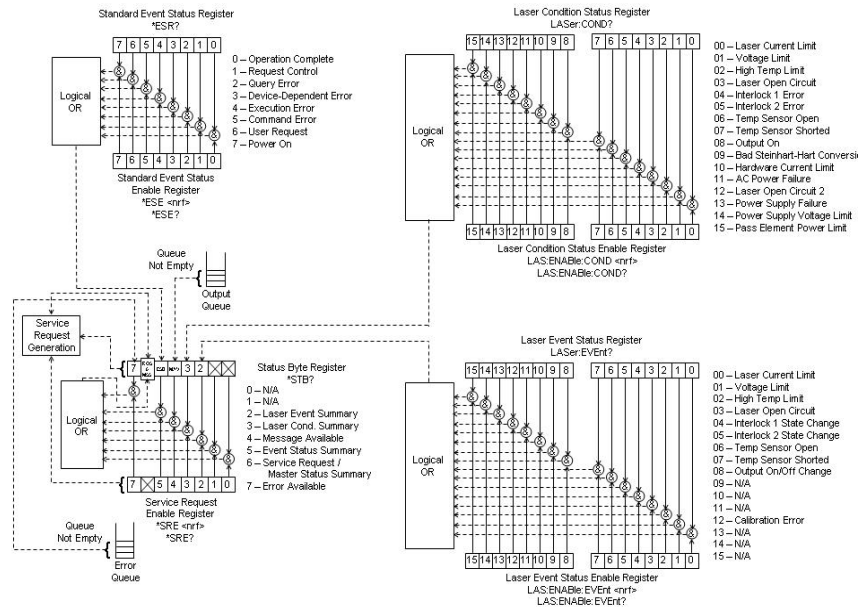 Standard Event Status Register
*ESR?
7 6 5 4 3 2 1 0
Logical
OR
0 – Operation Complete
1 – Request Control
2 – Query Error
3 – Device-Dependent Error
4 – Execution Error
5 – Command Error
6 – User Request
7 – Power On
& & & & & & & &
7 6 5 4 3 2 1 0
Standard Event Status
Enable Register
*ESE <nrf>
*ESE?
Laser Condition Status Register
LASer:COND?
15 14 13 12 11 10 9 8 7 6 5 4 3 2 1 0
Logical
OR
& & & & & & & & & & & & & & & &
00 – Laser Current Limit
01 – Voltage Limit
02 – High Temp Limit
03 – Laser Open Circuit
04 – Interlock 1 Error
05 – Interlock 2 Error
06 – Temp Sensor Open
07 – Temp Sensor Shorted
08 – Output On
09 – Bad Steinhart-Hart Conversio
10 – Hardware Current Limit
11 – AC Power Failure
12 – Laser Open Circuit 2
13 – Power Supply Failure
14 – Power Supply Voltage Limit
15 – Pass Element Power Limit
15 14 13 12 11 10 9 8 7 6 5 4 3 2 1 0
Laser Condition Status Enable Register
LAS:ENABle:COND <nrf>
LAS:ENABle:COND?
Queue
Not Empty
Output
Queue
Service
Request
Generation
7 ESB MAV 3 2
Status Byte Register
*STB?
Logical
OR
& & & & & & &
0 – N/A
1 – N/A
2 – Laser Event Summary
3 – Laser Cond. Summary
4 – Message Available
5 – Event Status Summary
6 – Service Request /
Master Status Summary
7 – Error Available
7 5 4 3 2 1 0
Service Request
Enable Register
*SRE <nrf>
*SRE?
Queue
Not Empty
Error
Queue
Laser Event Status Register
LASer:EVEnt?
15 14 13 12 11 10 9 8 7 6 5 4 3 2 1 0
Logical
OR
& & & & & & & & & & & & & & & &
00 – Laser Current Limit
01 – Voltage Limit
02 – High Temp Limit
03 – Laser Open Circuit
04 – Interlock 1 State Change
05 – Interlock 2 State Change
06 – Temp Sensor Open
07 – Temp Sensor Shorted
08 – Output On/Off Change
09 – N/A
10 – N/A
11 – N/A
12 – Calibration Error
13 – N/A
14 – N/A
15 – N/A
15 14 13 12 11 10 9 8 7 6 5 4 3 2 1 0
Laser Event Status Enable Register
LAS:ENABle:EVEnt <nrf>
LAS:ENABle:EVEnt?